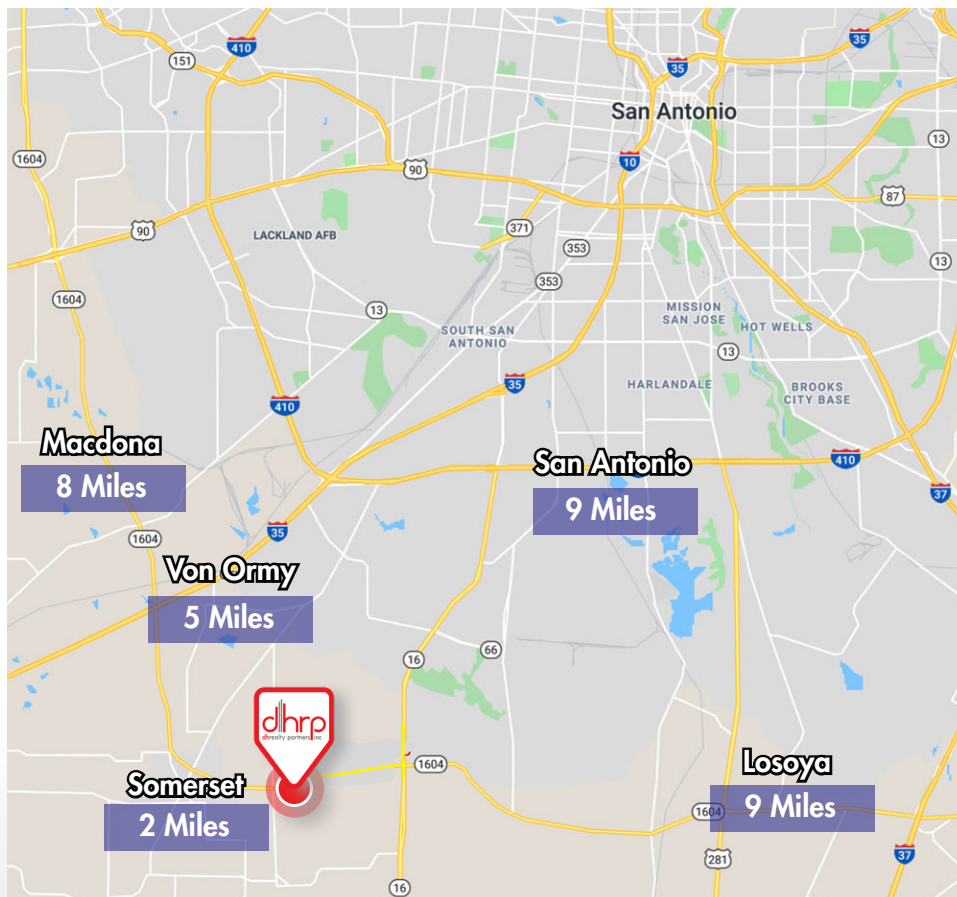 410
35
151
35
San Antonio
13
1604
10
90
87
371
90
LACKLAND AFB
353
13
353
1604
13
MISSION
SAN JOSE
HOT WELLS
SOUTH SAN
ANTONIO
13
35
HARLANDALE
BROOKS
CITY BASE
410
Macdona
8 Miles
San Antonio
9 Miles
410
37
35
1604
Von Ormy
5 Miles
66
16
dhrp
dhrealty partners, inc
1604
Somerset
2 Miles
Losoya
9 Miles
1604
281
37
16